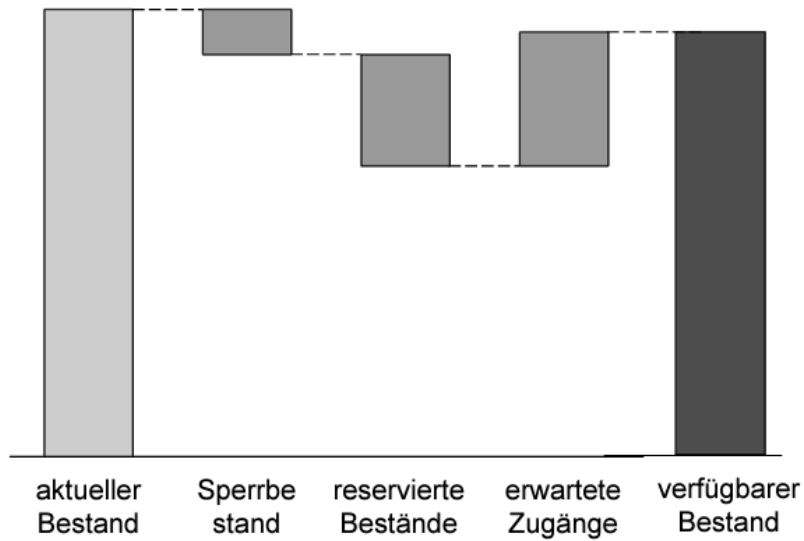 aktueller
Bestand
Sperrbe
stand
reservierte
Bestände
erwartete
Zugänge
verfügbarer
Bestand